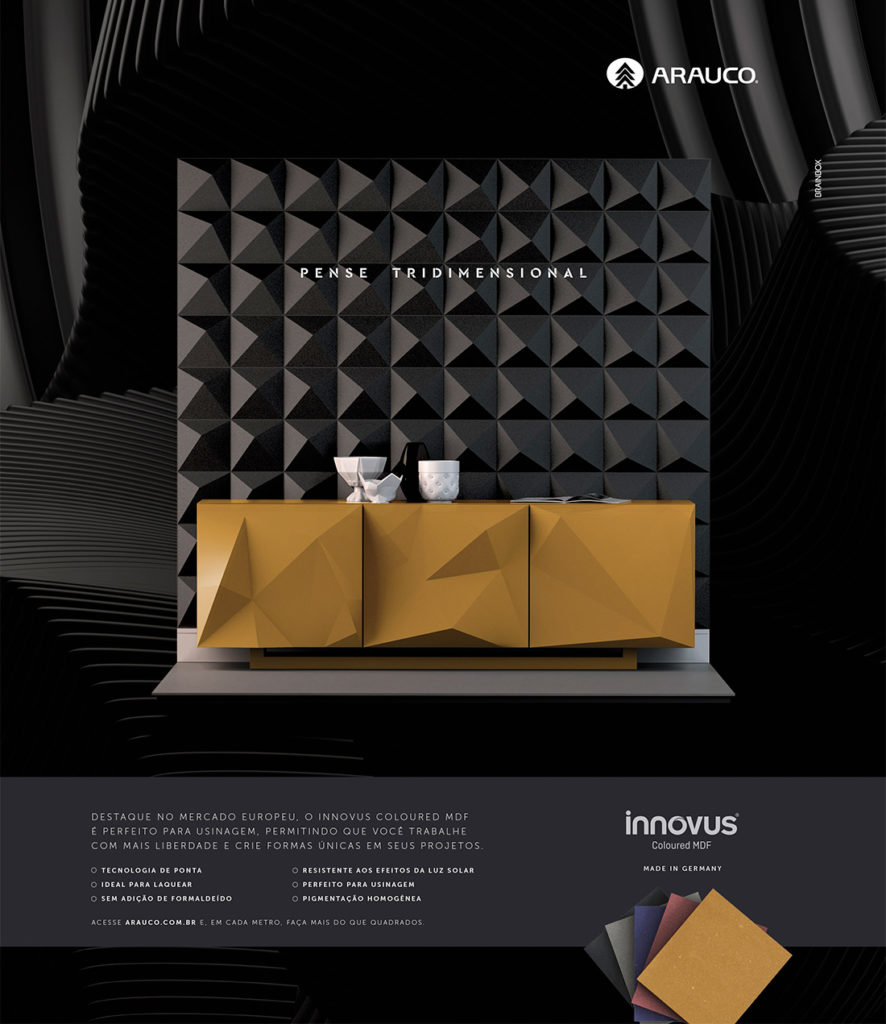 ARAUCO®
BRAINBOX
PENSE TRIDIMENSIONAL
DESTAQUE NO MERCADO EUROPEU, O INNOVUS COLOURED MDF
É PERFEITO PARA USINAGEM, PERMITINDO QUE VOCÊ TRABALHE
COM MAIS LIBERDADE E CRIE FORMAS ÚNICAS EM SEUS PROJETOS.
TECNOLOGIA DE PONTA
IDEAL PARA LAQUEAR
SEM ADIÇÃO DE FORMALDEÍDO
RESISTENTE AOS EFEITOS DA LUZ SOLAR
PERFEITO PARA USINAGEM
PIGMENTAÇÃO HOMOGÊNEA
ACESSE ARAUCO.COM.BR E, EM CADA METRO, FAÇA MAIS DO QUE QUADRADOS.
innovus®
Coloured MDF
MADE IN GERMANY